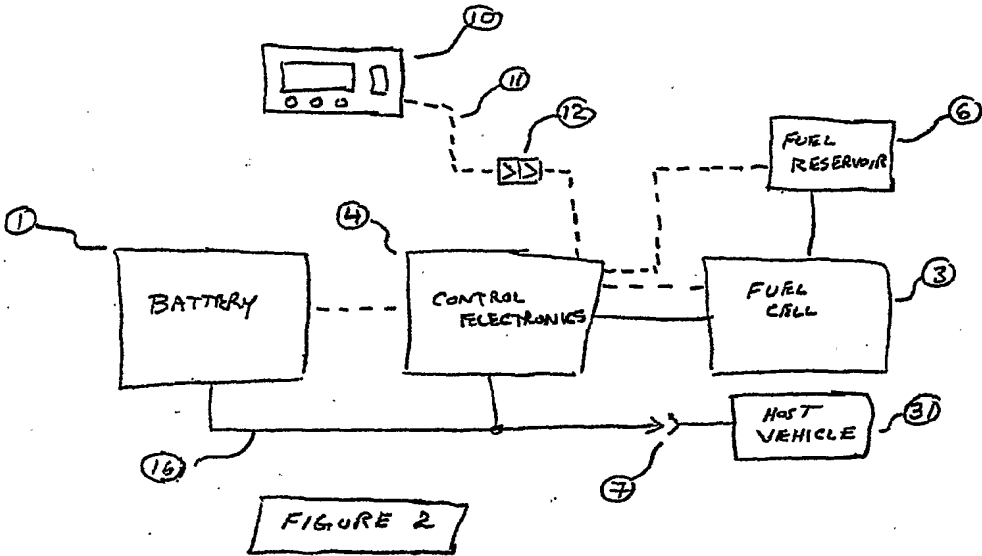 10
11
12
6
FUEL
RESERVOIR
1
4
3
BATTERY
CONTROL
ELECTRONICS
FUEL
CELL
HOST
VEHICLE
31
16
7
FIGURE 2